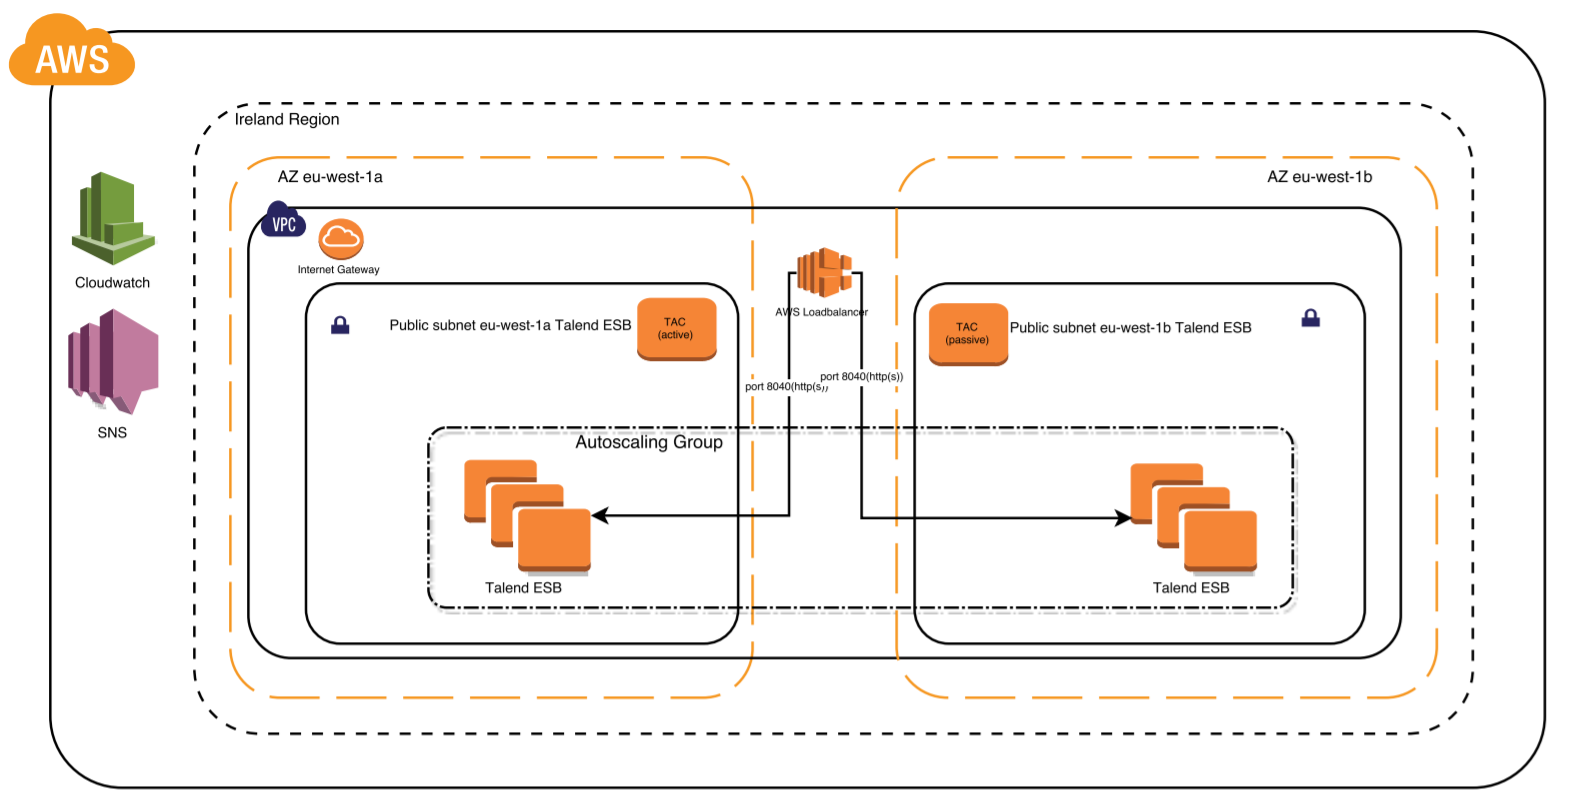 AWS
Ireland Region
AZ eu-west-1a
AZ eu-west-1b
VPC
Internet Gateway
Cloudwatch
SNS
AWS Loadbalancer
Public subnet eu-west-1a Talend ESB
TAC
(active)
TAC
(passive)
Public subnet eu-west-1b Talend ESB
port 8040(http(s))
port 8040(http(s))
Autoscaling Group
Talend ESB
Talend ESB